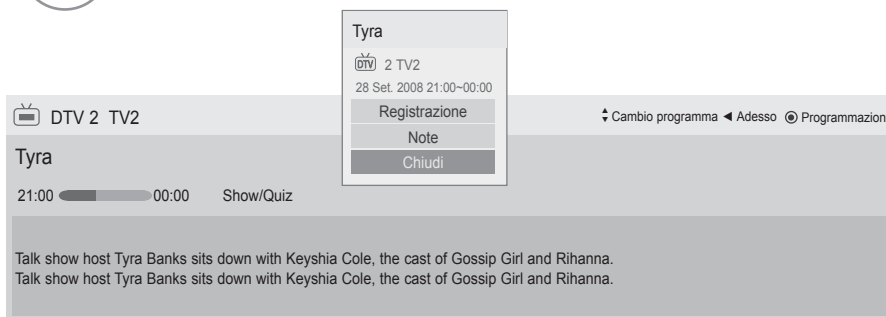 Tyra
DTV 2 TV2
28 Set. 2008 21:00~00:00
Registrazione
Note
Chiudi
DTV 2 TV2 Cambio programma Adesso Programmazion
Tyra
21:00 00:00 Show/Quiz
Talk show host Tyra Banks sits down with Keyshia Cole, the cast of Gossip Girl and Rihanna.
Talk show host Tyra Banks sits down with Keyshia Cole, the cast of Gossip Girl and Rihanna.